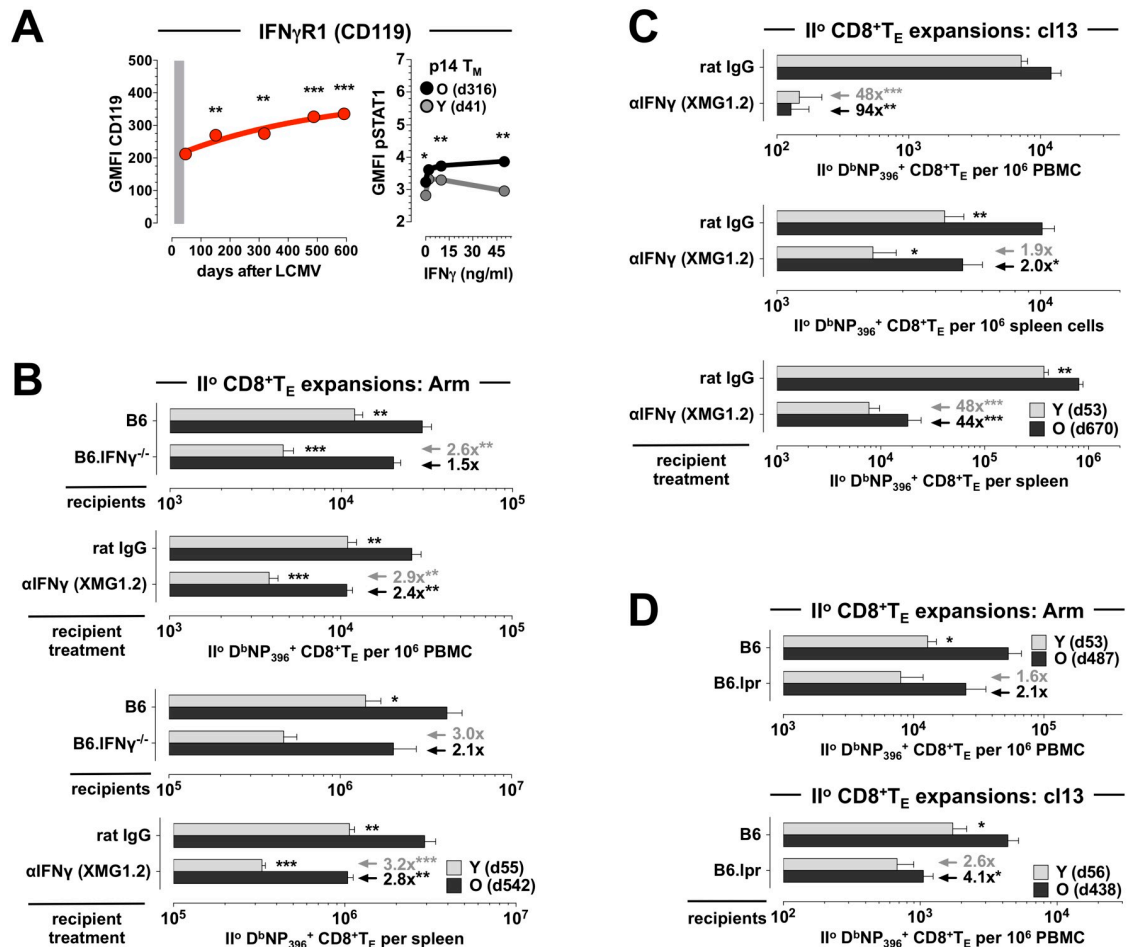 A
IFNγR1 (CD119)
GMFI CD119
500
400
300
200
100
0
**
**
***
***
0 100 200 300 400 500 600
days after LCMV
GMFI pSTAT1
7
6
5
4
3
2
p14 TM
O (d316)
Y (d41)
*
**
**
0 15 30 45
IFNγ (ng/ml)
B
IIº CD8+TE expansions: Arm
B6
**
B6.IFNγ-/-
***
2.6x**
1.5x
recipients
10³ 10⁴ 10⁵
rat IgG
**
αIFNγ (XMG1.2)
***
2.9x**
2.4x**
10³ 10⁴ 10⁵
recipient
treatment
IIº DbNP396+ CD8+TE per 10⁶ PBMC
B6
*
B6.IFNγ-/-
3.0x
2.1x
recipients
10⁵ 10⁶ 10⁷
rat IgG
**
αIFNγ (XMG1.2)
***
3.2x***
2.8x**
Y (d55)
O (d542)
10⁵ 10⁶ 10⁷
recipient
treatment
IIº DbNP396+ CD8+TE per spleen
C
IIº CD8+TE expansions: cl13
rat IgG
αIFNγ (XMG1.2)
48x***
94x**
10² 10³ 10⁴
IIº DbNP396+ CD8+TE per 10⁶ PBMC
rat IgG
**
αIFNγ (XMG1.2)
*
1.9x
2.0x*
10³ 10⁴
IIº DbNP396+ CD8+TE per 10⁶ spleen cells
rat IgG
**
αIFNγ (XMG1.2)
48x***
44x***
Y (d53)
O (d670)
10³ 10⁴ 10⁵ 10⁶
recipient
treatment
IIº DbNP396+ CD8+TE per spleen
D
IIº CD8+TE expansions: Arm
B6
*
Y (d53)
O (d487)
B6.lpr
1.6x
2.1x
10³ 10⁴ 10⁵
IIº DbNP396+ CD8+TE per 10⁶ PBMC
IIº CD8+TE expansions: cl13
B6
*
B6.lpr
2.6x
4.1x*
Y (d56)
O (d438)
10² 10³ 10⁴
recipients
IIº DbNP396+ CD8+TE per 10⁶ PBMC